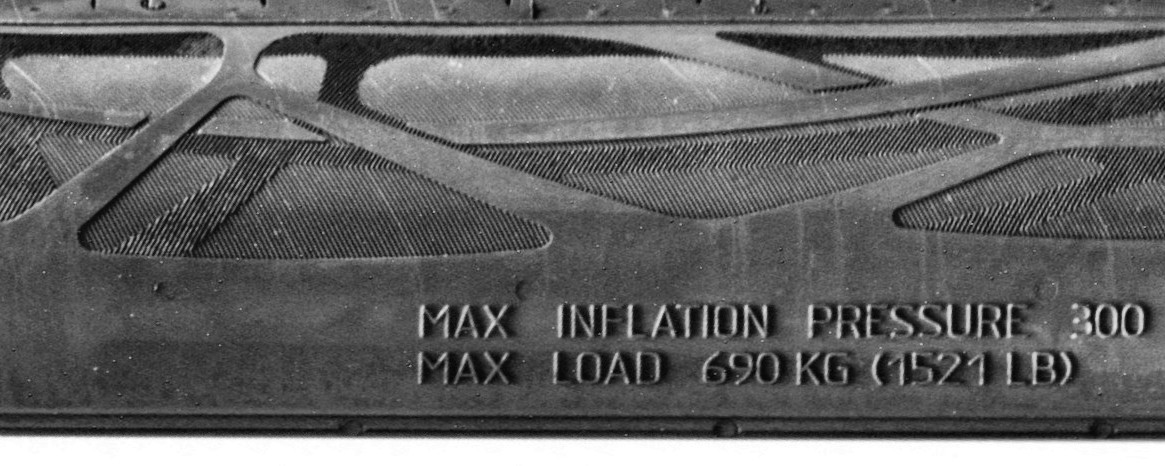 MAX INFLATION PRESSURE 300
MAX LOAD 690 KG (1521 LB)